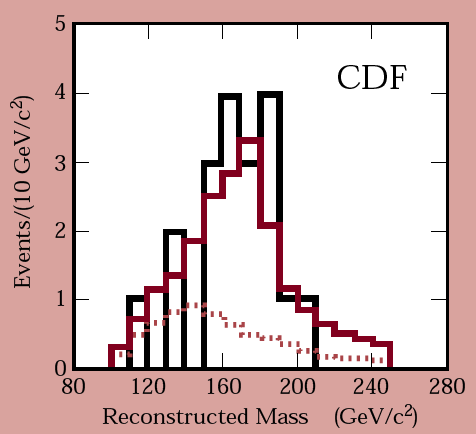 5
CDF
4
3
2
1
0
80 120 160 200 240 280
Reconstructed Mass (GeV/c²)
Events/(10 GeV/c²)